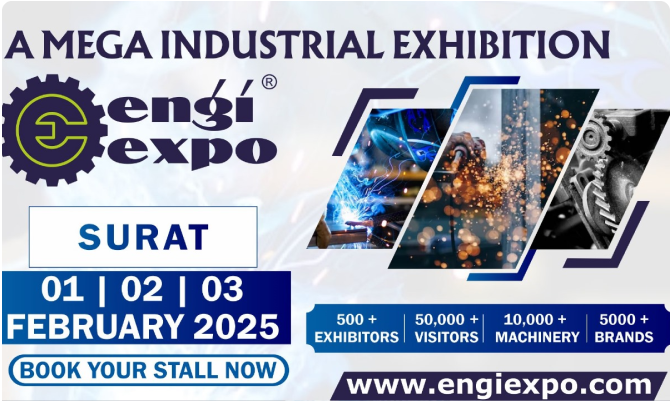 A MEGA INDUSTRIAL EXHIBITION
engí ®
expo
SURAT
01 | 02 | 03
FEBRUARY 2025
BOOK YOUR STALL NOW
500 +
EXHIBITORS
50,000 +
VISITORS
10,000 +
MACHINERY
5000 +
BRANDS
www.engiexpo.com